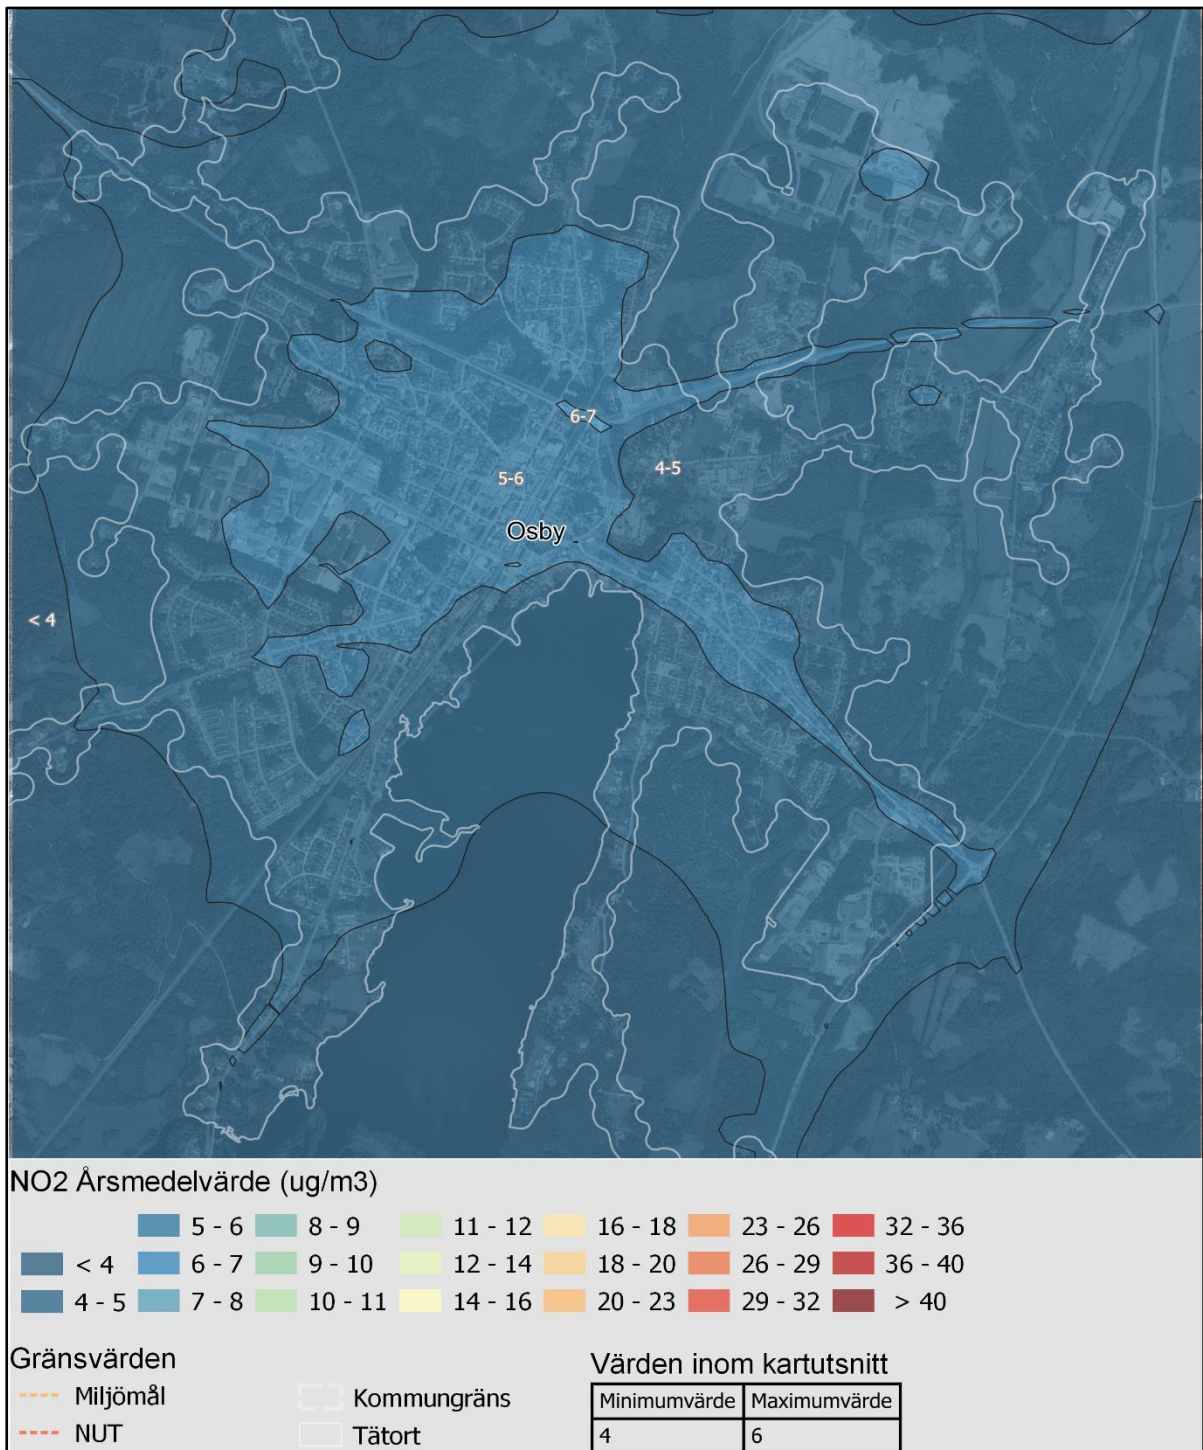 6-7
4-5
5-6
Osby
< 4
NO2 Årsmedelvärde (ug/m3)
5 - 6 8 - 9 11 - 12 16 - 18 23 - 26 32 - 36
< 4 6 - 7 9 - 10 12 - 14 18 - 20 26 - 29 36 - 40
4 - 5 7 - 8 10 - 11 14 - 16 20 - 23 29 - 32 > 40
Gränsvärden Värden inom kartutsnitt
Miljömål Kommungräns Minimumvärde Maximumvärde
NUT Tätort 4 6